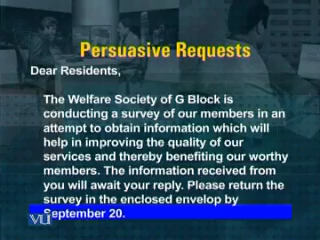 Persuasive Requests
Dear Residents,
The Welfare Society of G Block is
conducting a survey of our members in an
attempt to obtain information which will
help in improving the quality of our
services and thereby benefiting our worthy
members. The information received from
you will await your reply. Please return the
survey in the enclosed envelop by
September 20.
VU